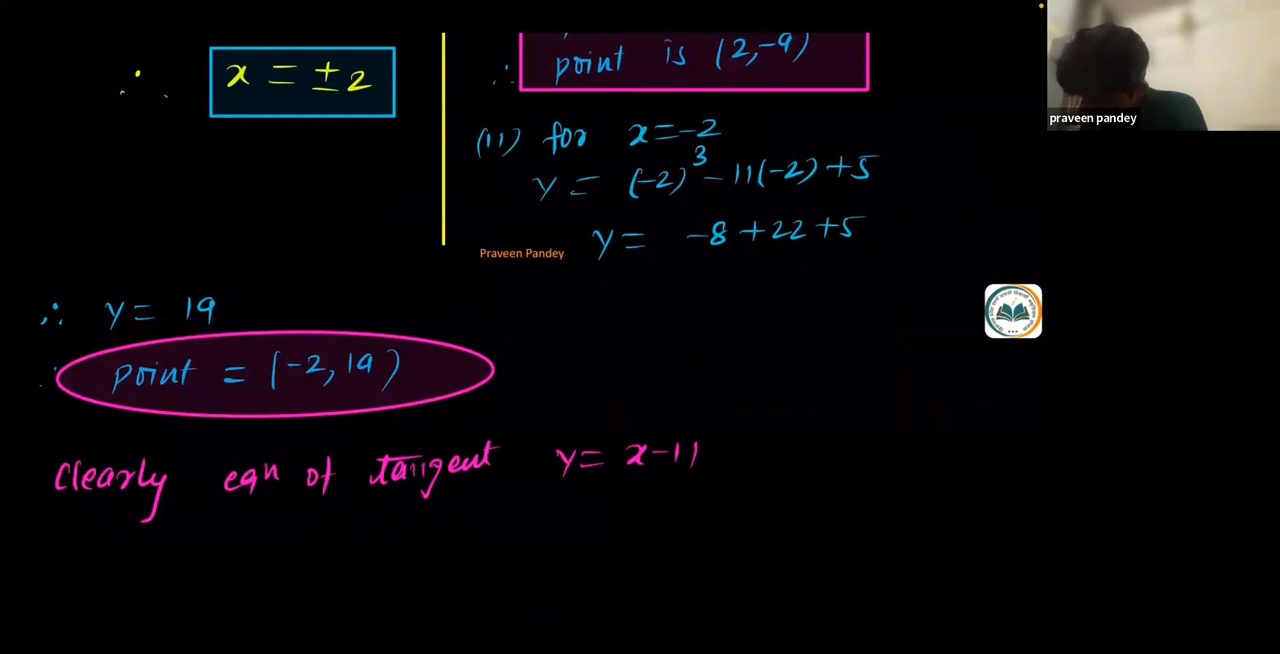 ∴ x = ±2
∴ point is (2,-9)
(11) for x=-2
y = (-2)³ - 11(-2) +5
y = -8 +22 +5
Praveen Pandey
∴ y = 19
∴ point = (-2, 19)
Clearly eqn of tangent y = x-11
praveen pandey